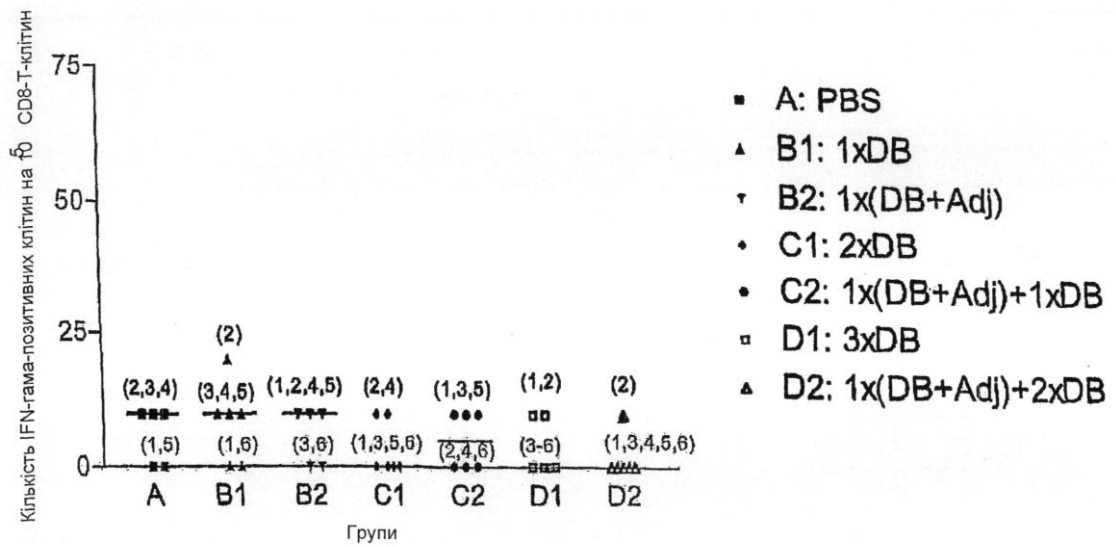 Кількість IFN-гама-позитивних клітин на 10⁵ CD8-Т-клітин
75
50
25
0
(2)
(2,3,4) (3,4,5) (1,2,4,5) (2,4) (1,3,5) (1,2) (2)
(1,5) (1,6) (3,6) (1,3,5,6) (2,4,6) (3-6) (1,3,4,5,6)
A B1 B2 C1 C2 D1 D2
Групи
A: PBS
B1: 1xDB
B2: 1x(DB+Adj)
C1: 2xDB
C2: 1x(DB+Adj)+1xDB
D1: 3xDB
D2: 1x(DB+Adj)+2xDB